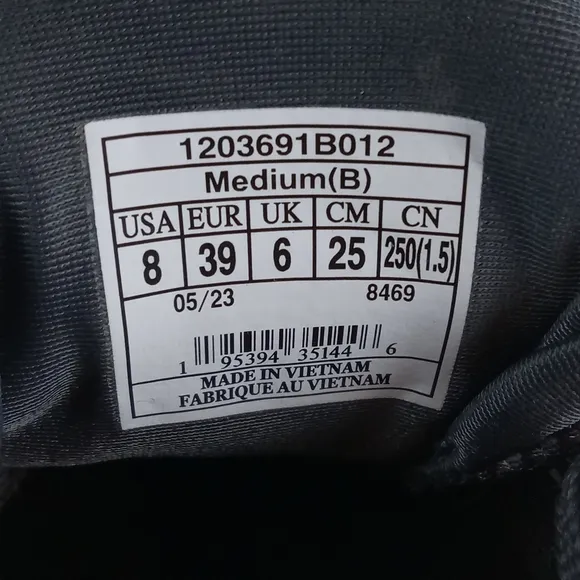 1203691B012
Medium(B)
USA EUR UK CM CN
8 39 6 25 250(1.5)
05/23 8469
1 95394 35144 6
MADE IN VIETNAM
FABRIQUE AU VIETNAM